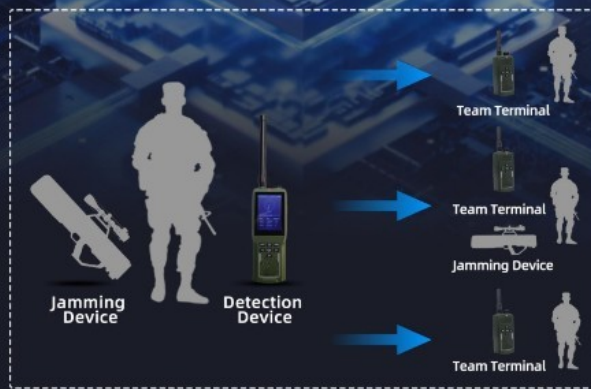 Jamming
Device
Detection
Device
Team Terminal
Team Terminal
Jamming Device
Team Terminal